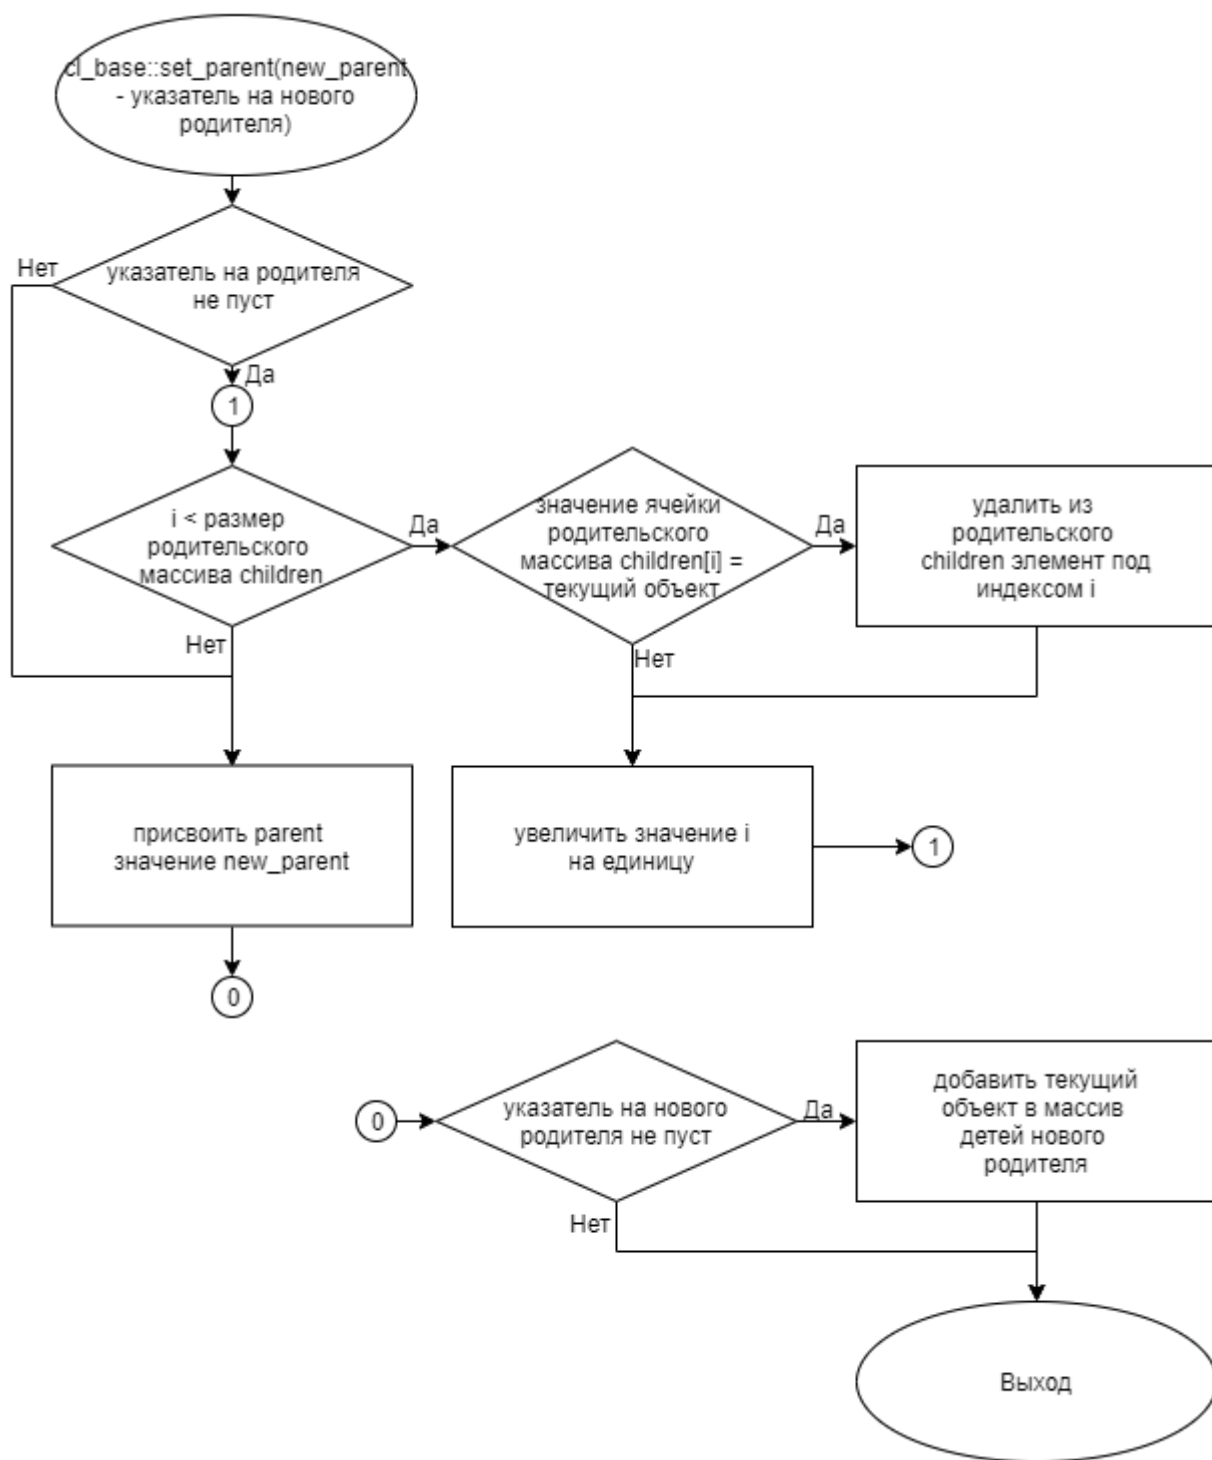 cl_base::set_parent(new_parent
- указатель на нового
родителя)
Нет
указатель на родителя
не пуст
Да
1
i < размер
родительского
массива children
Да
значение ячейки
родительского
массива children[i] =
текущий объект
Да
удалить из
родительского
children элемент под
индексом i
Нет
Нет
присвоить parent
значение new_parent
увеличить значение i
на единицу
1
0
0
указатель на нового
родителя не пуст
Да
добавить текущий
объект в массив
детей нового
родителя
Нет
Выход